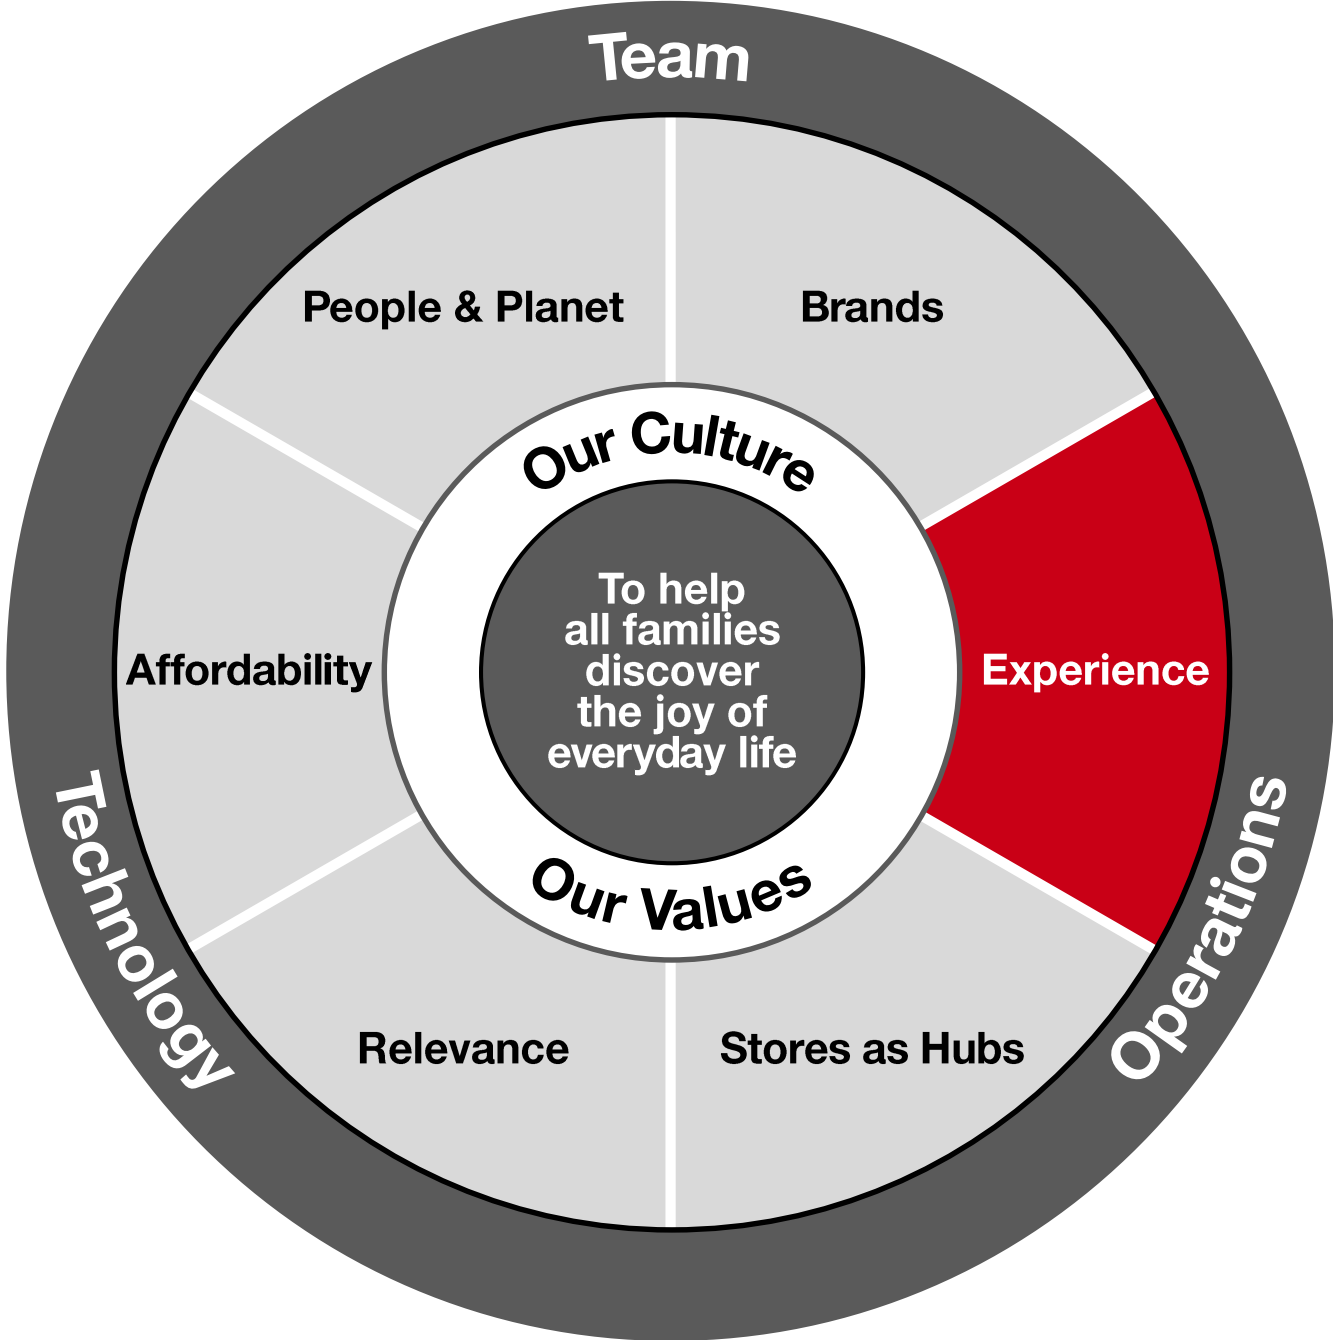 Team
People & Planet
Brands
Our Culture
To help
all families
discover
the joy of
everyday life
Affordability
Experience
Our Values
Technology
Operations
Relevance
Stores as Hubs